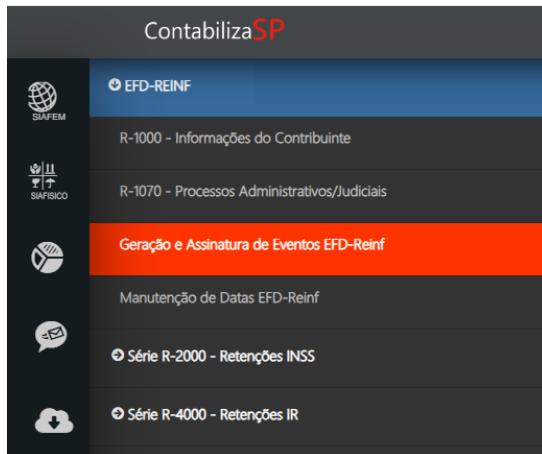 ContabilizaSP
EFD-REINF
SIAFEM
R-1000 - Informações do Contribuinte
R-1070 - Processos Administrativos/Judiciais
SIAFISICO
Geração e Assinatura de Eventos EFD-Reinf
Manutenção de Datas EFD-Reinf
Série R-2000 - Retenções INSS
Série R-4000 - Retenções IR